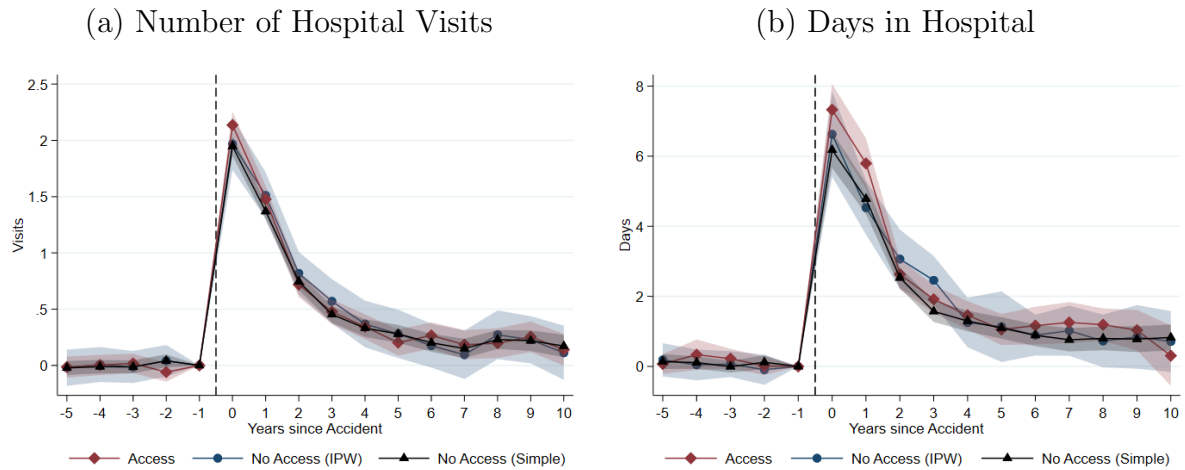 (a) Number of Hospital Visits
2.5
2
1.5
1
.5
0
Visits
-5 -4 -3 -2 -1 0 1 2 3 4 5 6 7 8 9 10
Years since Accident
Access No Access (IPW) No Access (Simple)
(b) Days in Hospital
8
6
4
2
0
Days
-5 -4 -3 -2 -1 0 1 2 3 4 5 6 7 8 9 10
Years since Accident
Access No Access (IPW) No Access (Simple)